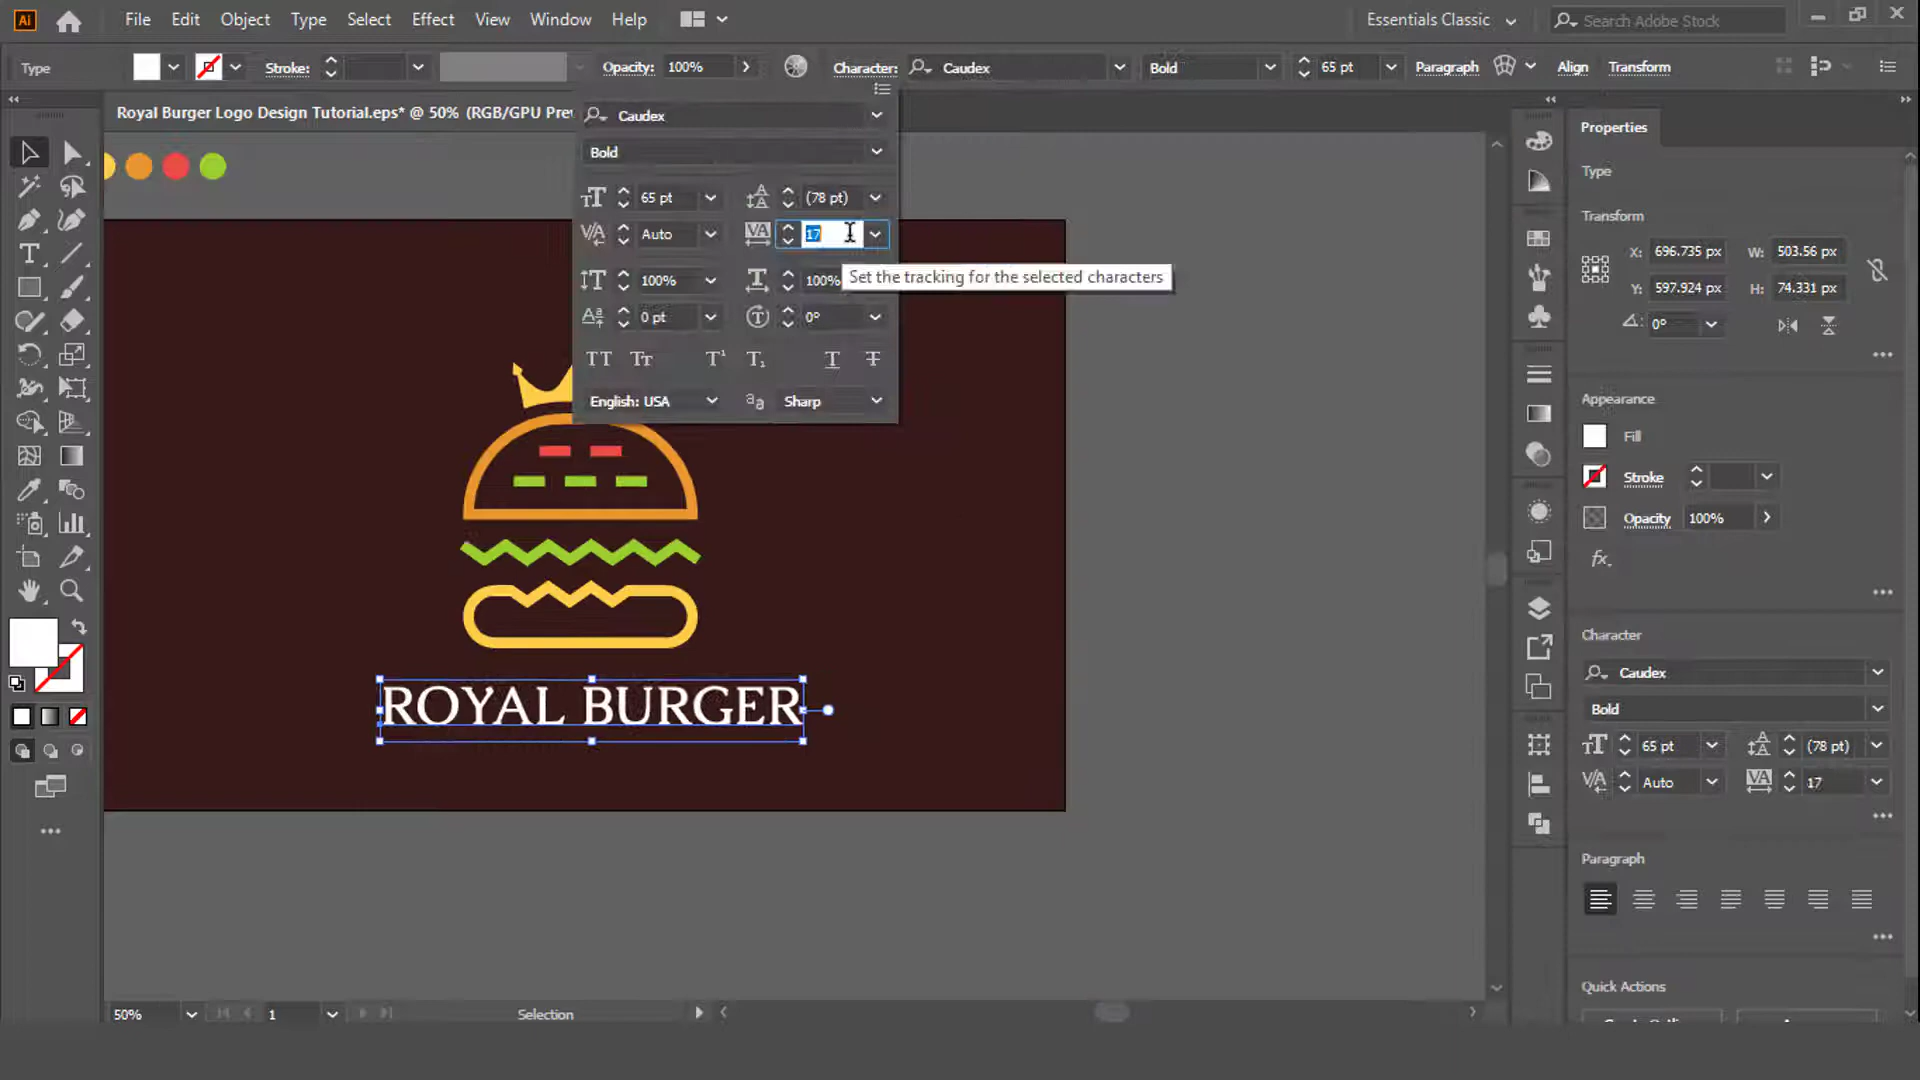 Ai File Edit Object Type Select Effect View Window Help Essentials Classic Search Adobe Stock
Type Stroke: Opacity: 100% Character: Caudex Bold 65 pt Paragraph Align Transform
Royal Burger Logo Design Tutorial.eps* @ 50% (RGB/GPU Prev
Caudex
Bold
65 pt (78 pt)
Auto 17
100% 100%
Set the tracking for the selected characters
0 pt 0°
English: USA Sharp
ROYAL BURGER
50% 1 Selection
Properties
Type
Transform
X: 696.735 px W: 503.56 px
Y: 597.924 px H: 74.331 px
0°
Appearance
Fill
Stroke
Opacity 100%
fx.
Character
Caudex
Bold
65 pt (78 pt)
Auto 17
Paragraph
Quick Actions